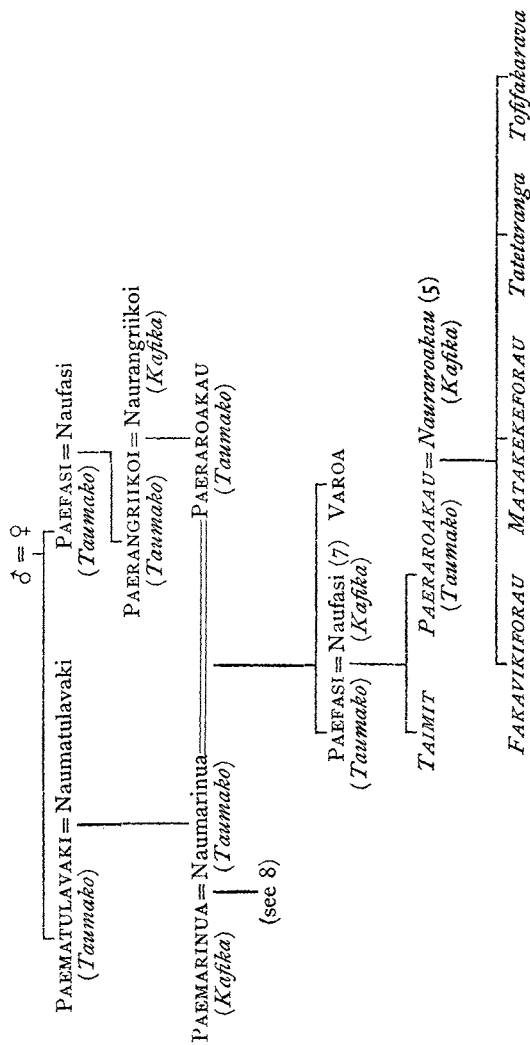 ♂ = ♀
PAEMATULAVAKI = Naumatulavaki PAEFASI = Naufasi
(Taumako) (Taumako)
PAERANGRIIKOI = Naurangriikoi
(Taumako) (Kafika)
PAEMARINUA = Naumarinua PAERAROAKAU
(Kafika) (Taumako) (Taumako)
(see 8)
PAEFASI = Naufasi (7) VAROA
(Taumako) (Kafika)
TAIMIT PAERAROAKAU = Nauraroakau (5)
(Taumako) (Kafika)
FAKAVIKIFORAU MATAKEKEFORAU Tatetaranga Tofifakarava